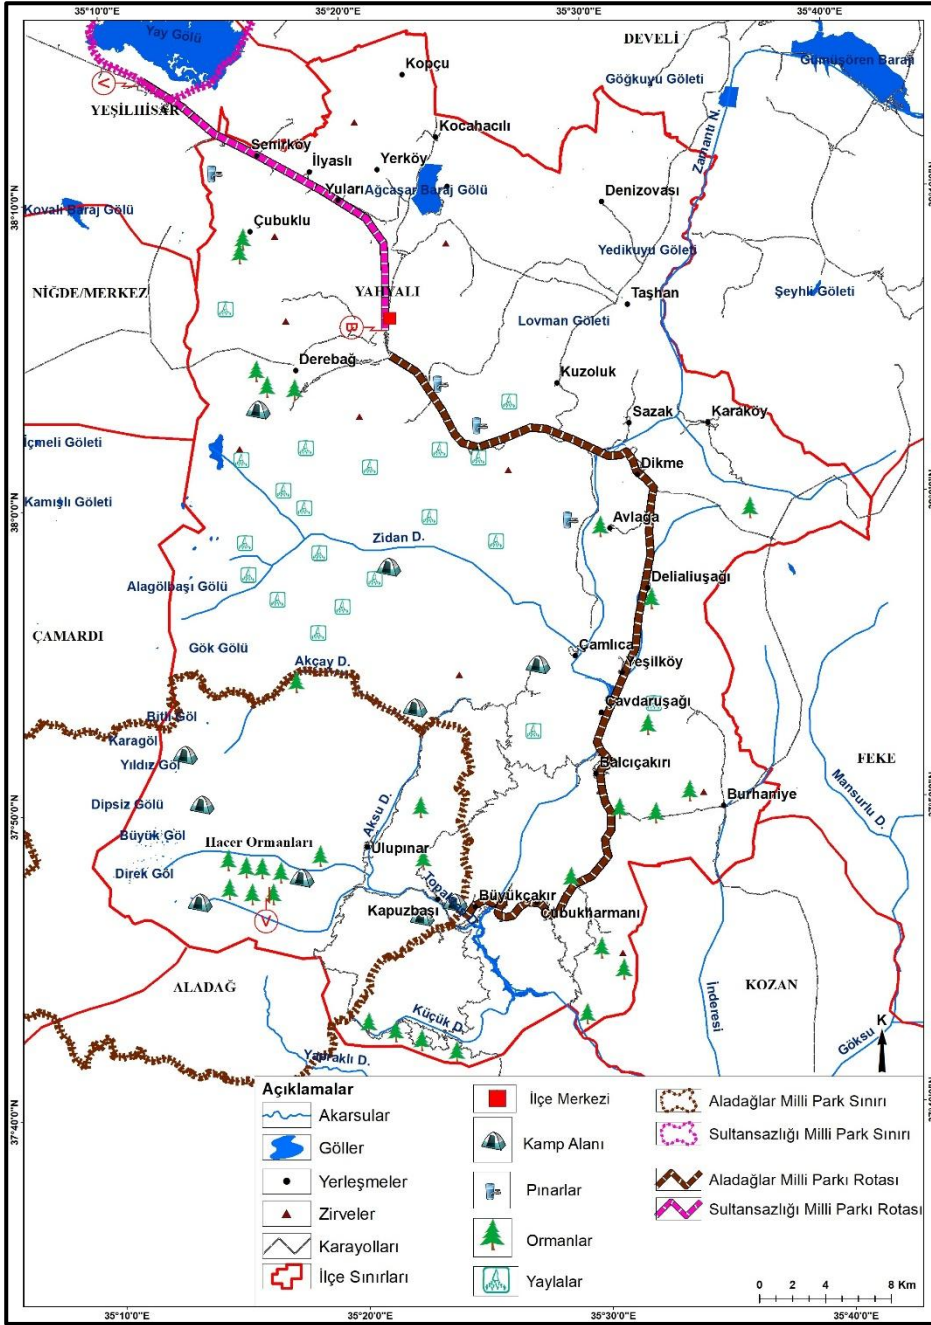 35°10'0"E
35°20'0"E
35°30'0"E
35°40'0"E
Yay Gölü
DEVELİ
Kopçu
Gümüşören Barajı
Göğkuyu Göleti
V
YEŞİLHİSAR
Kocahacılı
Zamantı N.
Senirköy
İlyaslı
Yerköy
Yuları
Ağcaşar Baraj Gölü
Denizovası
38°10'0"N
Kovalı Baraj Gölü
Çubuklu
Yedikuyu Göleti
NİĞDE/MERKEZ
YAHYALI
Taşhan
Şeyhli Göleti
B
Lovman Göleti
Derebağ
Kuzoluk
Sazak
Karaköy
İçmeli Göleti
Dikme
Kamışlı Göleti
38°0'0"N
Avlağa
Zidan D.
Delialiuşağı
Alagölbaşı Gölü
ÇAMARDI
Gök Gölü
Çamlıca
Akçay D.
Yeşilköy
Çavdaruşağı
Bitli Göl
Karagöl
Yıldız Göl
Balcıçakırı
FEKE
Dipsiz Gölü
Burhaniye
Mansurlu D.
37°50'0"N
Aksu D.
Büyük Göl
Hacer Ormanları
Ulupınar
Direk Göl
V
Kapuzbaşı
Büyükçakır
Çubukharmanı
ALADAĞ
KOZAN
İnderesi
Küçük D.
Göksu
K
Yapraklı D.
37°40'0"N
Açıklamalar
Akarsular
Göller
Yerleşmeler
Zirveler
Karayolları
İlçe Sınırları
İlçe Merkezi
Kamp Alanı
Pınarlar
Ormanlar
Yaylalar
Aladağlar Milli Park Sınırı
Sultansazlığı Milli Park Sınırı
Aladağlar Milli Parkı Rotası
Sultansazlığı Milli Parkı Rotası
0 2 4 8 Km
35°10'0"E
35°20'0"E
35°30'0"E
35°40'0"E